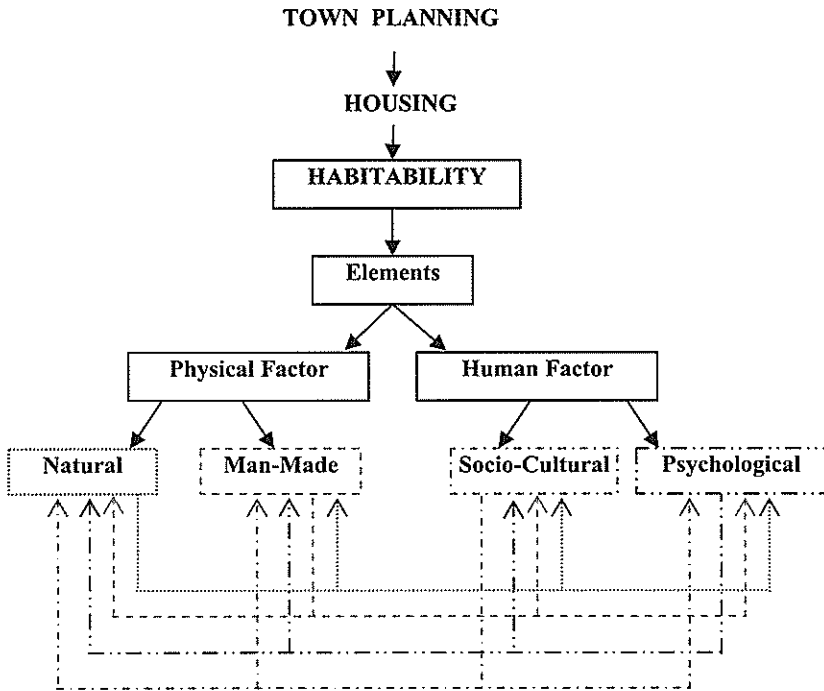 TOWN PLANNING
HOUSING
HABITABILITY
Elements
Physical Factor
Human Factor
Natural
Man-Made
Socio-Cultural
Psychological